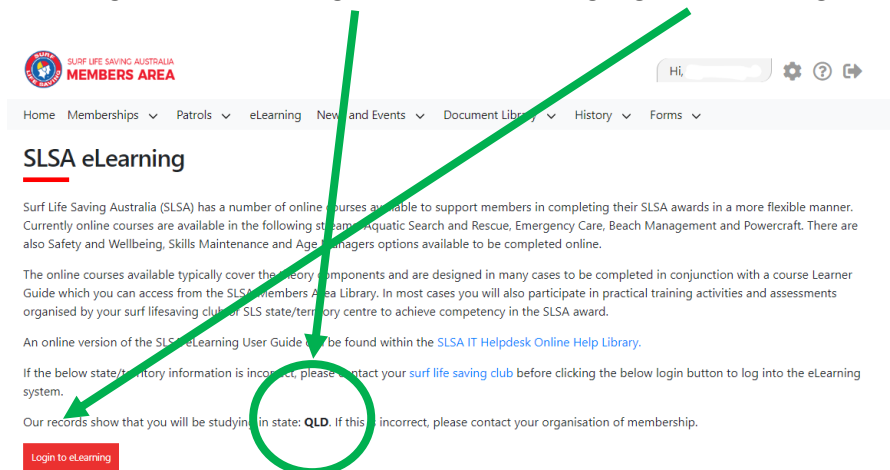 SURF LIFE SAVING AUSTRALIA
MEMBERS AREA
Hi,
Home Memberships Patrols eLearning News and Events Document Library History Forms
SLSA eLearning
Surf Life Saving Australia (SLSA) has a number of online courses available to support members in completing their SLSA awards in a more flexible manner.
Currently online courses are available in the following streams: Aquatic Search and Rescue, Emergency Care, Beach Management and Powercraft. There are
also Safety and Wellbeing, Skills Maintenance and Age Managers options available to be completed online.
The online courses available typically cover the theory components and are designed in many cases to be completed in conjunction with a course Learner
Guide which you can access from the SLSA Members Area Library. In most cases you will also participate in practical training activities and assessments
organised by your surf lifesaving club or SLS state/territory centre to achieve competency in the SLSA award.
An online version of the SLSA eLearning User Guide can be found within the SLSA IT Helpdesk Online Help Library.
If the below state/territory information is incorrect, please contact your surf life saving club before clicking the below login button to log into the eLearning
system.
Our records show that you will be studying in state: QLD. If this is incorrect, please contact your organisation of membership.
Login to eLearning